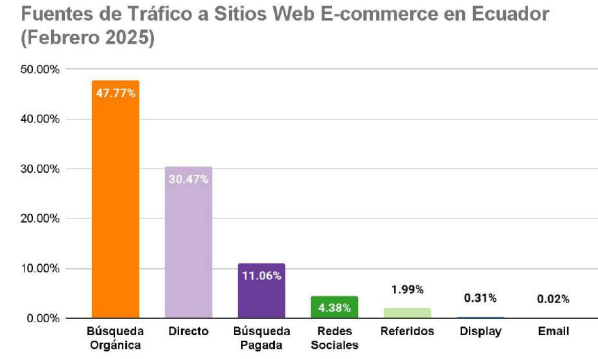 Fuentes de Tráfico a Sitios Web E-commerce en Ecuador
(Febrero 2025)
50.00%
40.00%
30.00%
20.00%
10.00%
0.00%
47.77%
30.47%
11.06%
4.38%
1.99%
0.31%
0.02%
Búsqueda
Orgánica
Directo
Búsqueda
Pagada
Redes
Sociales
Referidos
Display
Email